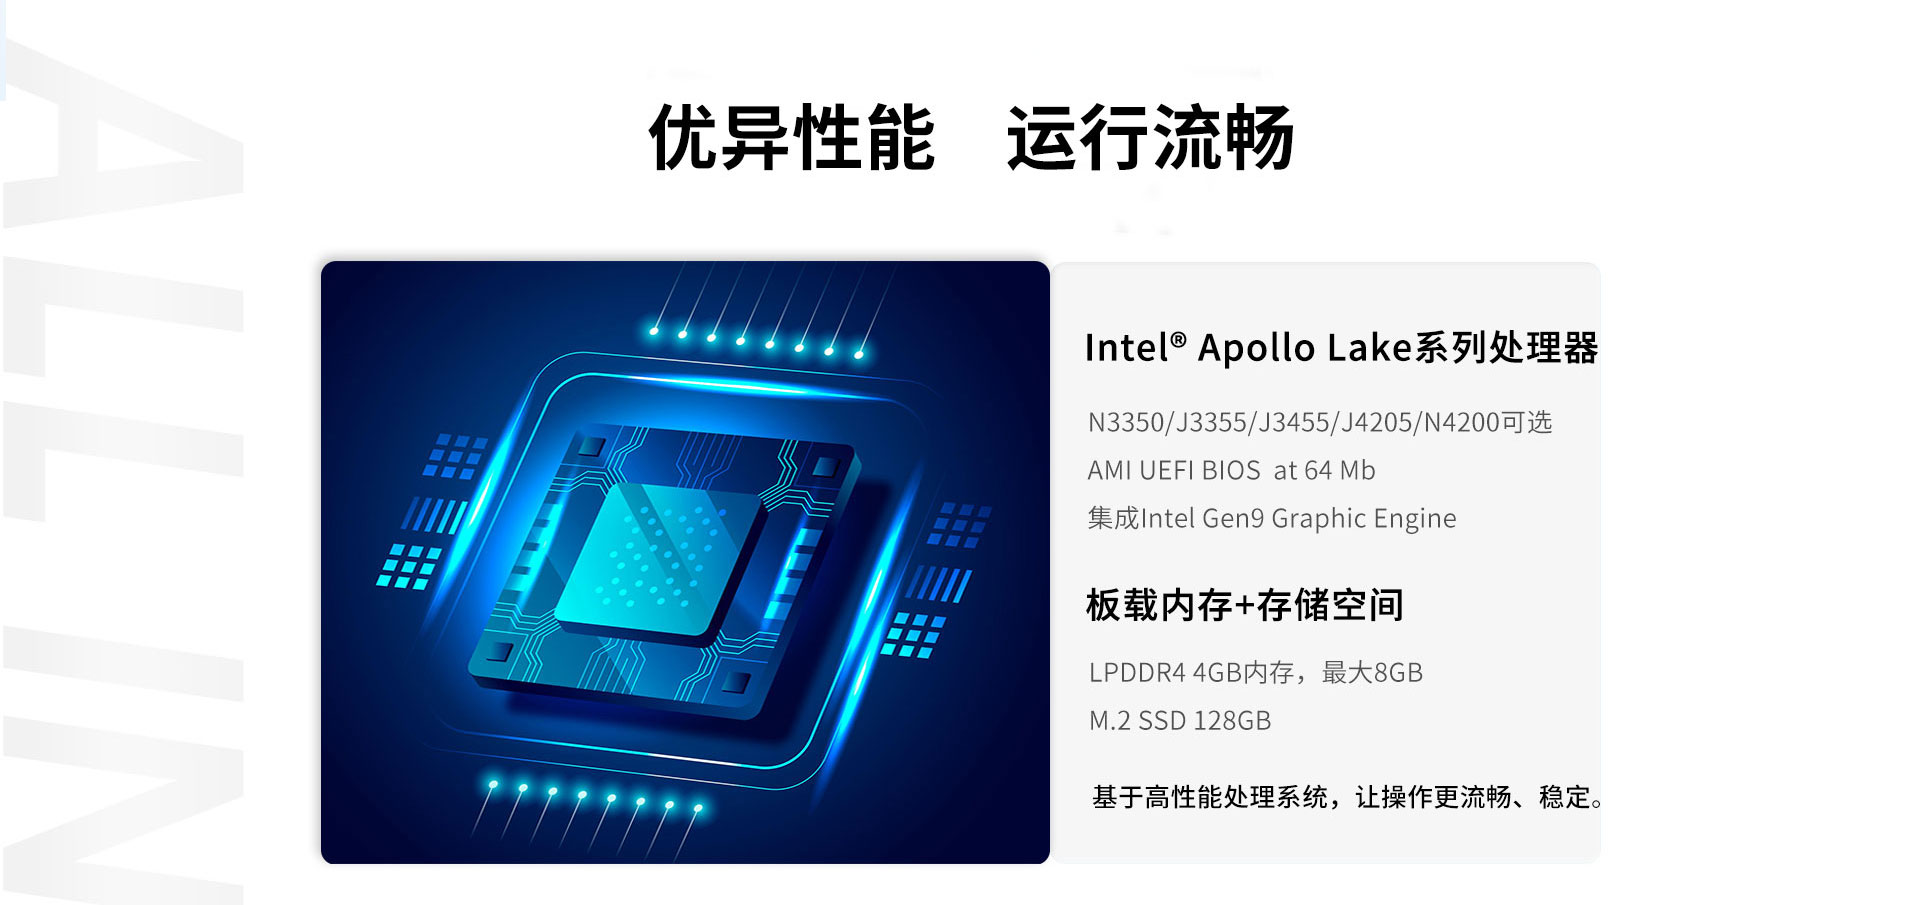 ALL IN
优异性能 运行流畅
Intel® Apollo Lake系列处理器
N3350/J3355/J3455/J4205/N4200可选
AMI UEFI BIOS at 64 Mb
集成Intel Gen9 Graphic Engine
板载内存+存储空间
LPDDR4 4GB内存，最大8GB
M.2 SSD 128GB
基于高性能处理系统，让操作更流畅、稳定。